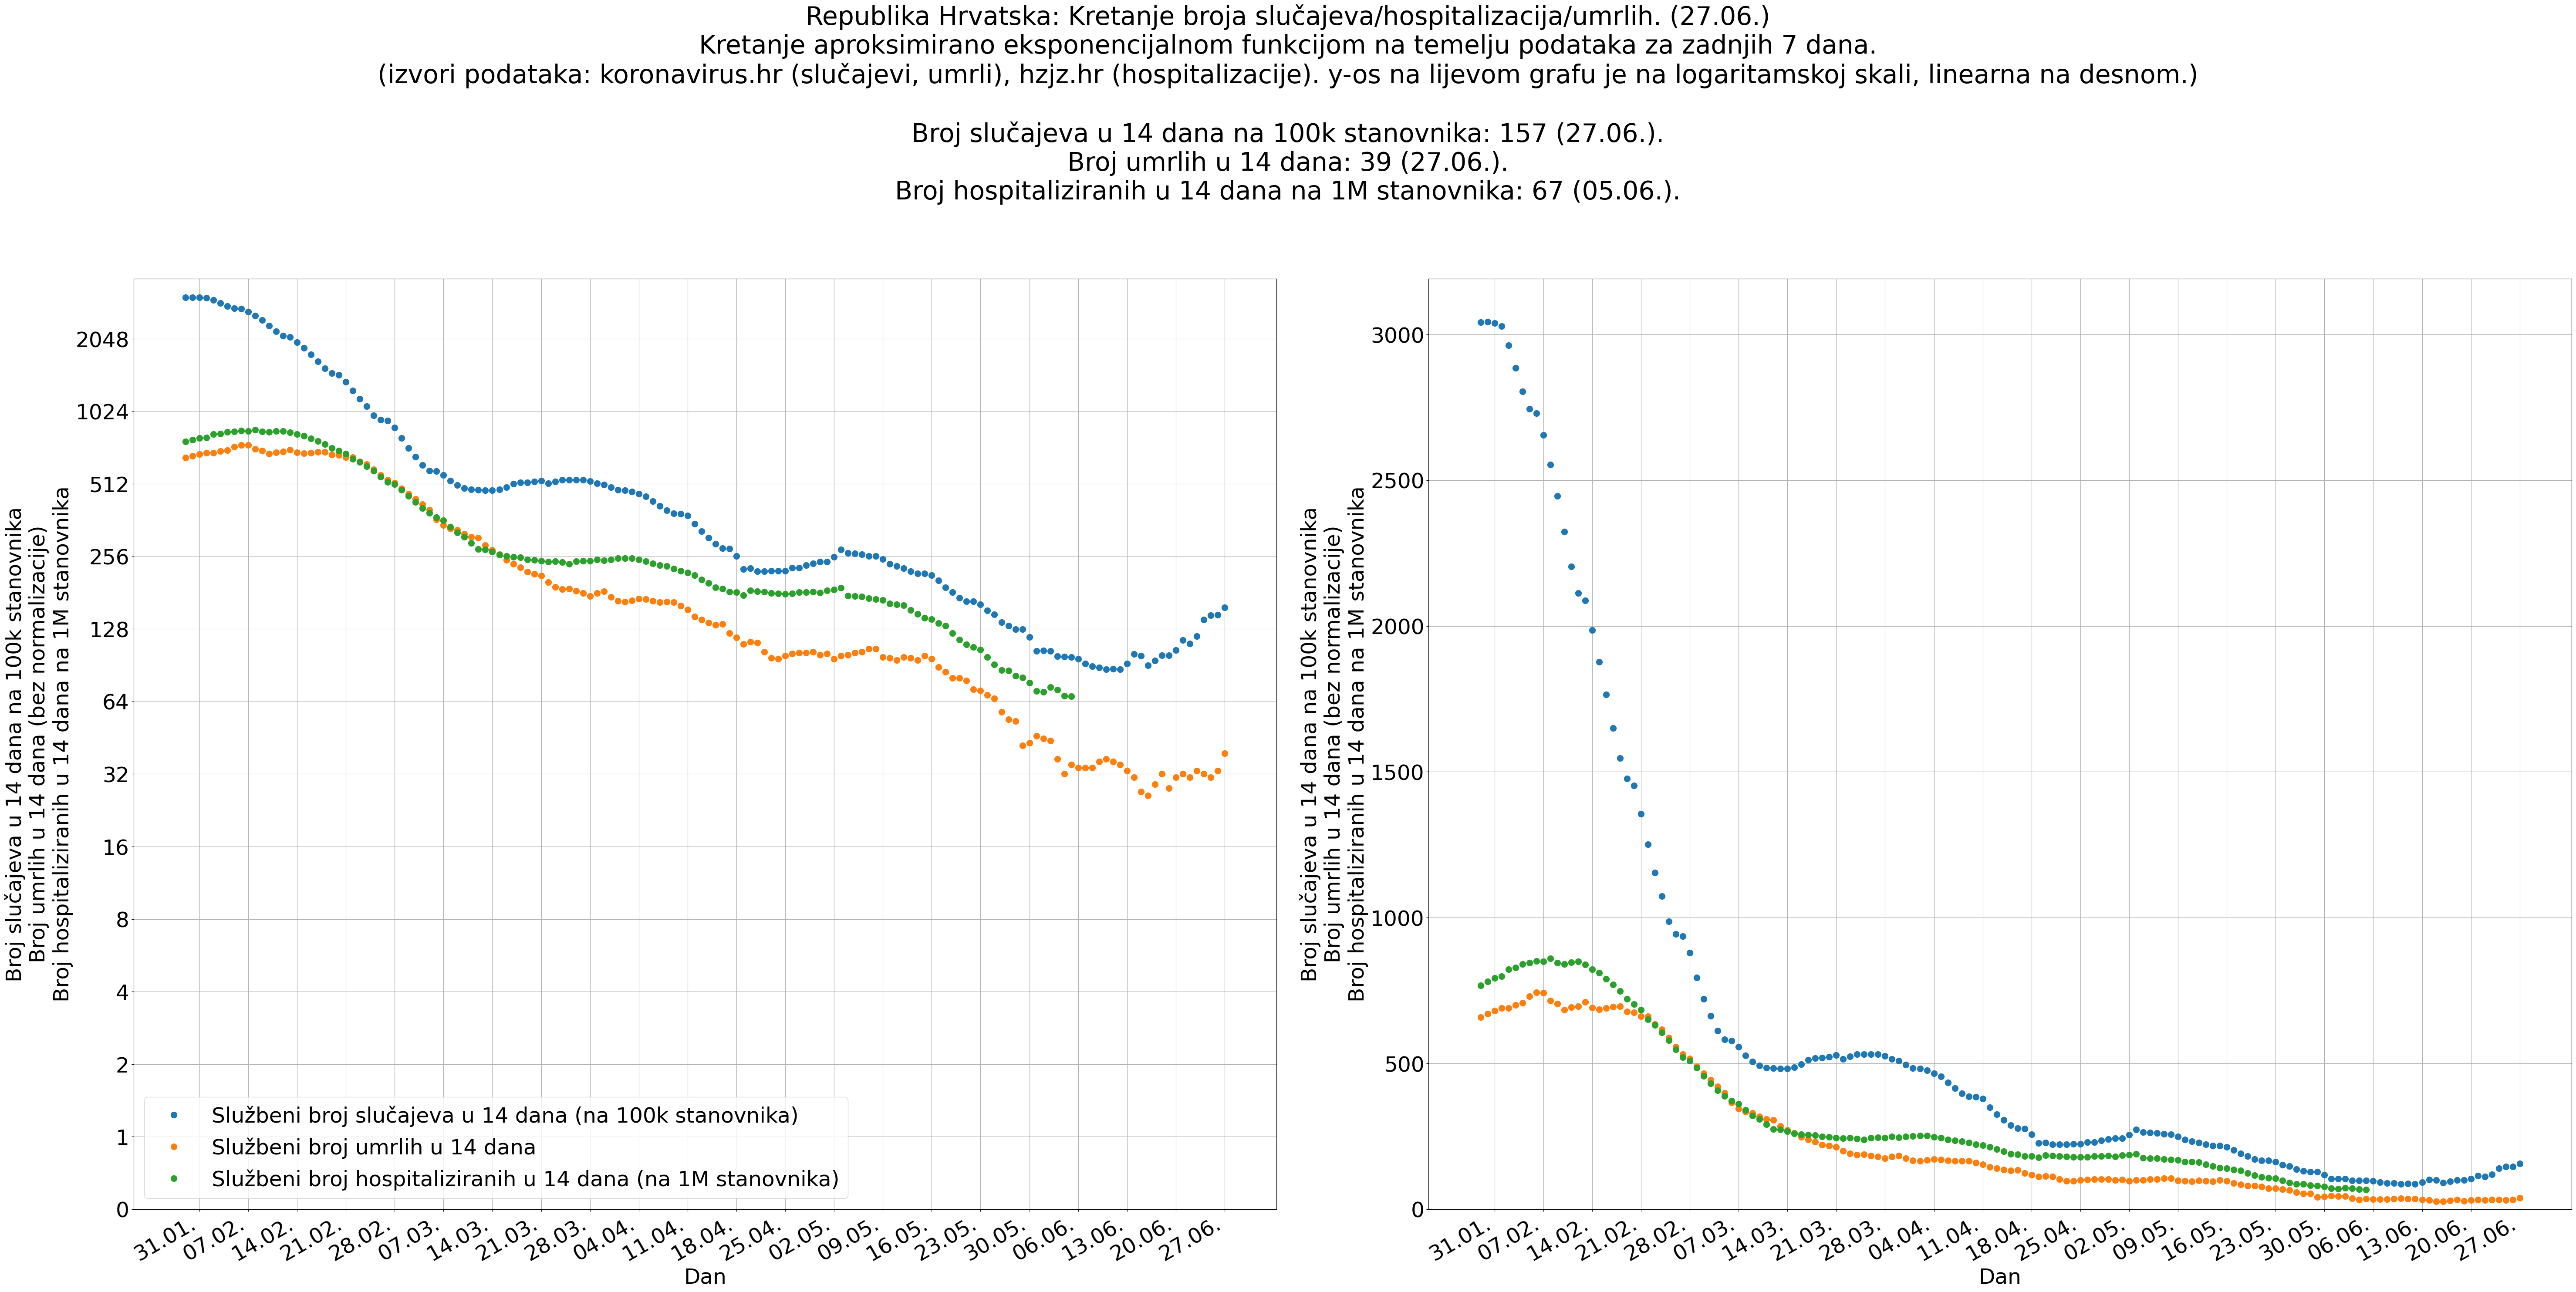 Republika Hrvatska: Kretanje broja slučajeva/hospitalizacija/umrlih. (27.06.)
Kretanje aproksimirano eksponencijalnom funkcijom na temelju podataka za zadnjih 7 dana.
(izvori podataka: koronavirus.hr (slučajevi, umrli), hzjz.hr (hospitalizacije). y-os na lijevom grafu je na logaritamskoj skali, linearna na desnom.)
Broj slučajeva u 14 dana na 100k stanovnika: 157 (27.06.).
Broj umrlih u 14 dana: 39 (27.06.).
Broj hospitaliziranih u 14 dana na 1M stanovnika: 67 (05.06.).
Broj slučajeva u 14 dana na 100k stanovnika
Broj umrlih u 14 dana (bez normalizacije)
Broj hospitaliziranih u 14 dana na 1M stanovnika
2048
1024
512
256
128
64
32
16
8
4
2
1
0
Službeni broj slučajeva u 14 dana (na 100k stanovnika)
Službeni broj umrlih u 14 dana
Službeni broj hospitaliziranih u 14 dana (na 1M stanovnika)
31.01. 07.02. 14.02. 21.02. 28.02. 07.03. 14.03. 21.03. 28.03. 04.04. 11.04. 18.04. 25.04. 02.05. 09.05. 16.05. 23.05. 30.05. 06.06. 13.06. 20.06. 27.06.
Dan
Broj slučajeva u 14 dana na 100k stanovnika
Broj umrlih u 14 dana (bez normalizacije)
Broj hospitaliziranih u 14 dana na 1M stanovnika
3000
2500
2000
1500
1000
500
0
31.01. 07.02. 14.02. 21.02. 28.02. 07.03. 14.03. 21.03. 28.03. 04.04. 11.04. 18.04. 25.04. 02.05. 09.05. 16.05. 23.05. 30.05. 06.06. 13.06. 20.06. 27.06.
Dan